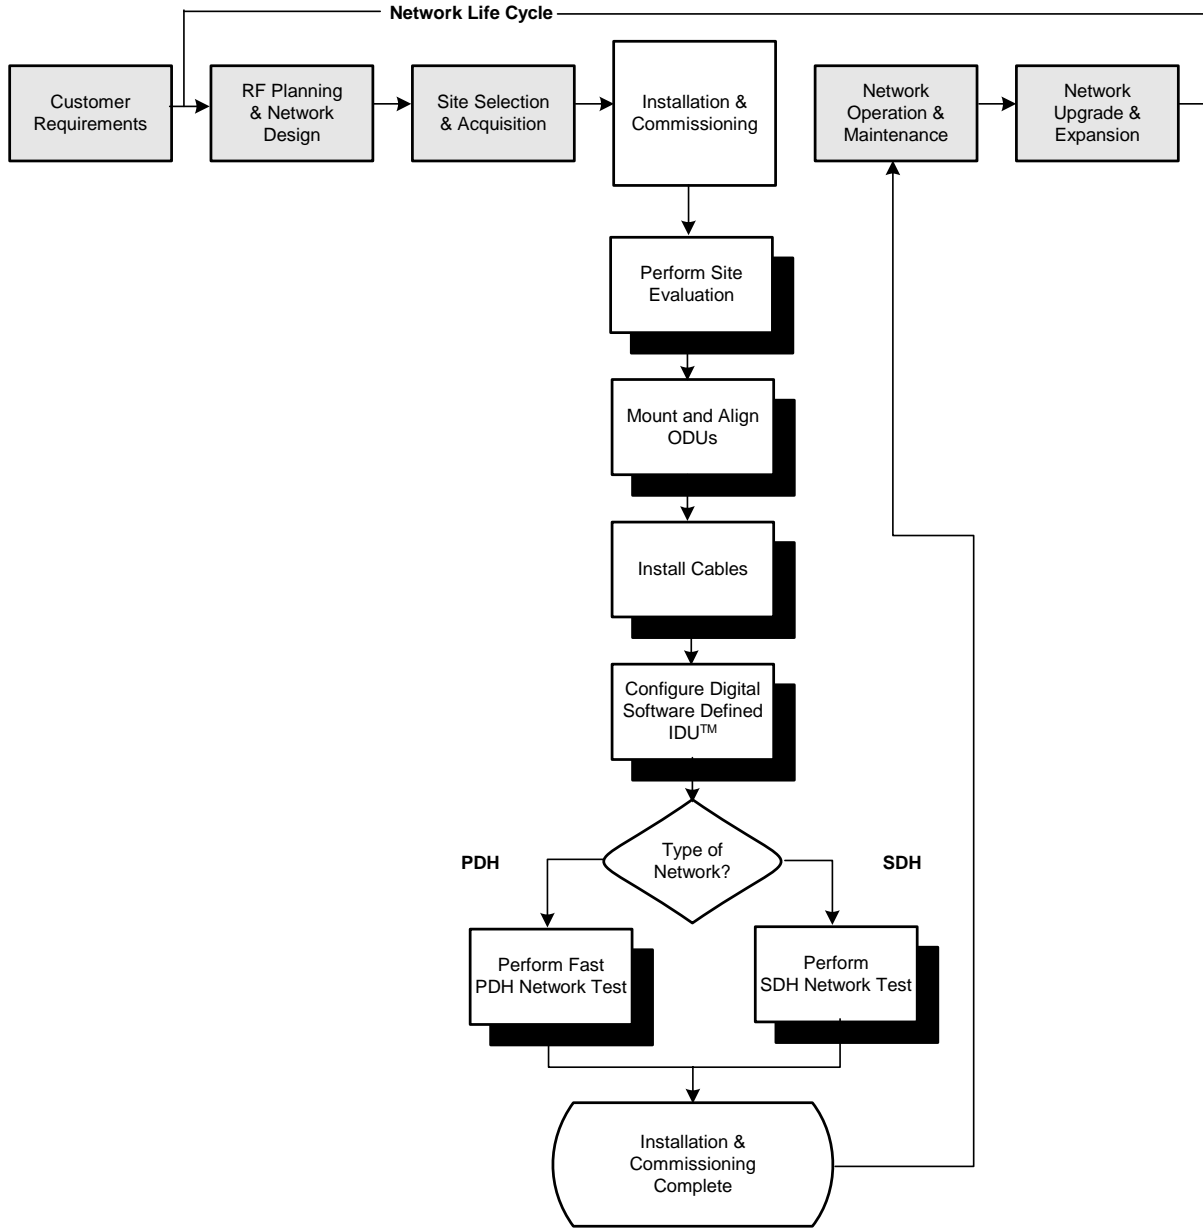 Network Life Cycle
Customer
Requirements
RF Planning
& Network
Design
Site Selection
& Acquisition
Installation &
Commissioning
Network
Operation &
Maintenance
Network
Upgrade &
Expansion
Perform Site
Evaluation
Mount and Align
ODUs
Install Cables
Configure Digital
Software Defined
IDU™
Type of
Network?
PDH
SDH
Perform Fast
PDH Network Test
Perform
SDH Network Test
Installation &
Commissioning
Complete